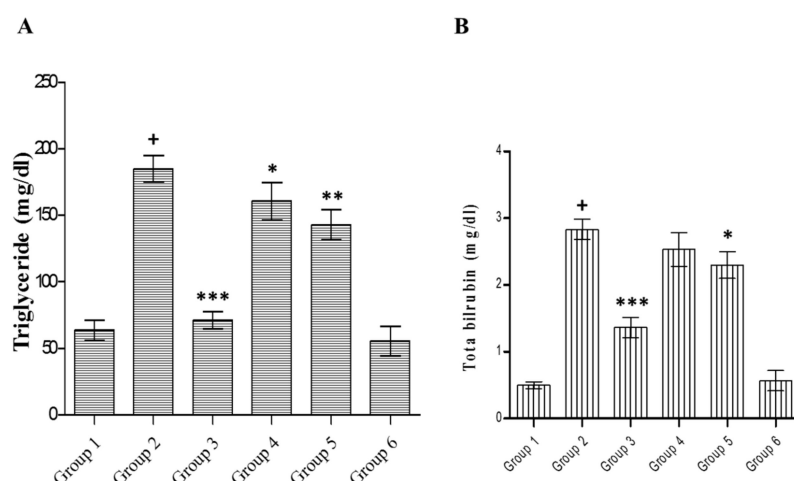 A
B
Triglyceride (mg/dl)
250
200
150
100
50
0
+
***
*
**
Group 1
Group 2
Group 3
Group 4
Group 5
Group 6
Tota bilrubin (mg/dl)
4
3
2
1
0
+
***
*
Group 1
Group 2
Group 3
Group 4
Group 5
Group 6